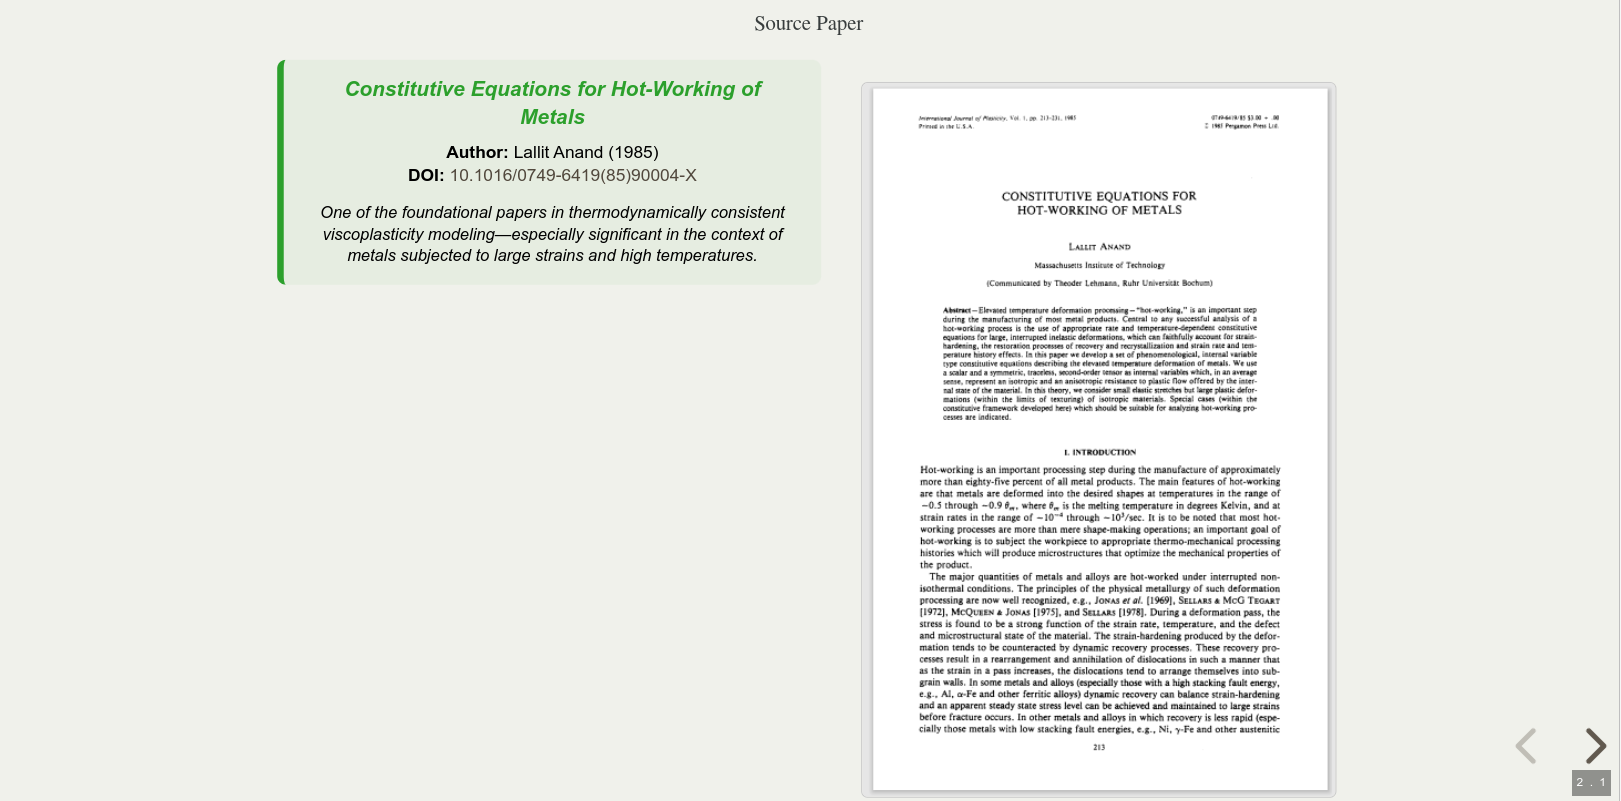 Source Paper
Constitutive Equations for Hot-Working of
Metals
Author: Lallit Anand (1985)
DOI: 10.1016/0749-6419(85)90004-X
One of the foundational papers in thermodynamically consistent
viscoplasticity modeling—especially significant in the context of
metals subjected to large strains and high temperatures.
International Journal of Plasticity, Vol. 1, pp. 213-231, 1985
Printed in the U.S.A.
0749-6419/85 $3.00 + .00
© 1985 Pergamon Press Ltd.
CONSTITUTIVE EQUATIONS FOR
HOT-WORKING OF METALS
LALLIT ANAND
Massachusetts Institute of Technology
(Communicated by Theoder Lehmann, Ruhr Universität Bochum)
Abstract—Elevated temperature deformation processing—"hot-working," is an important step
during the manufacturing of most metal products. Central to any successful analysis of a
hot-working process is the use of appropriate rate and temperature-dependent constitutive
equations for large, interrupted inelastic deformations, which can faithfully account for strain-
hardening, the restoration processes of recovery and recrystallization and strain rate and tem-
perature history effects. In this paper we develop a set of phenomenological, internal variable
type constitutive equations describing the elevated temperature deformation of metals. We use
a scalar and a symmetric, traceless, second-order tensor as internal variables which, in an average
sense, represent an isotropic and an anisotropic resistance to plastic flow offered by the inter-
nal state of the material. In this theory, we consider small elastic stretches but large plastic defor-
mations (within the limits of texturing) of isotropic materials. Special cases (within the
constitutive framework developed here) which should be suitable for analyzing hot-working pro-
cesses are indicated.
I. INTRODUCTION
Hot-working is an important processing step during the manufacture of approximately
more than eighty-five percent of all metal products. The main features of hot-working
are that metals are deformed into the desired shapes at temperatures in the range of
~0.5 through ~0.9 θm, where θm is the melting temperature in degrees Kelvin, and at
strain rates in the range of ~10⁻⁴ through ~10³/sec. It is to be noted that most hot-
working processes are more than mere shape-making operations; an important goal of
hot-working is to subject the workpiece to appropriate thermo-mechanical processing
histories which will produce microstructures that optimize the mechanical properties of
the product.
The major quantities of metals and alloys are hot-worked under interrupted non-
isothermal conditions. The principles of the physical metallurgy of such deformation
processing are now well recognized, e.g., JONAS et al. [1969], SELLARS & McG TEGART
[1972], McQUEEN & JONAS [1975], and SELLARS [1978]. During a deformation pass, the
stress is found to be a strong function of the strain rate, temperature, and the defect
and microstructural state of the material. The strain-hardening produced by the defor-
mation tends to be counteracted by dynamic recovery processes. These recovery pro-
cesses result in a rearrangement and annihilation of dislocations in such a manner that
as the strain in a pass increases, the dislocations tend to arrange themselves into sub-
grain walls. In some metals and alloys (especially those with a high stacking fault energy,
e.g., Al, α-Fe and other ferritic alloys) dynamic recovery can balance strain-hardening
and an apparent steady state stress level can be achieved and maintained to large strains
before fracture occurs. In other metals and alloys in which recovery is less rapid (espe-
cially those metals with low stacking fault energies, e.g., Ni, γ-Fe and other austenitic
213
2 . 1